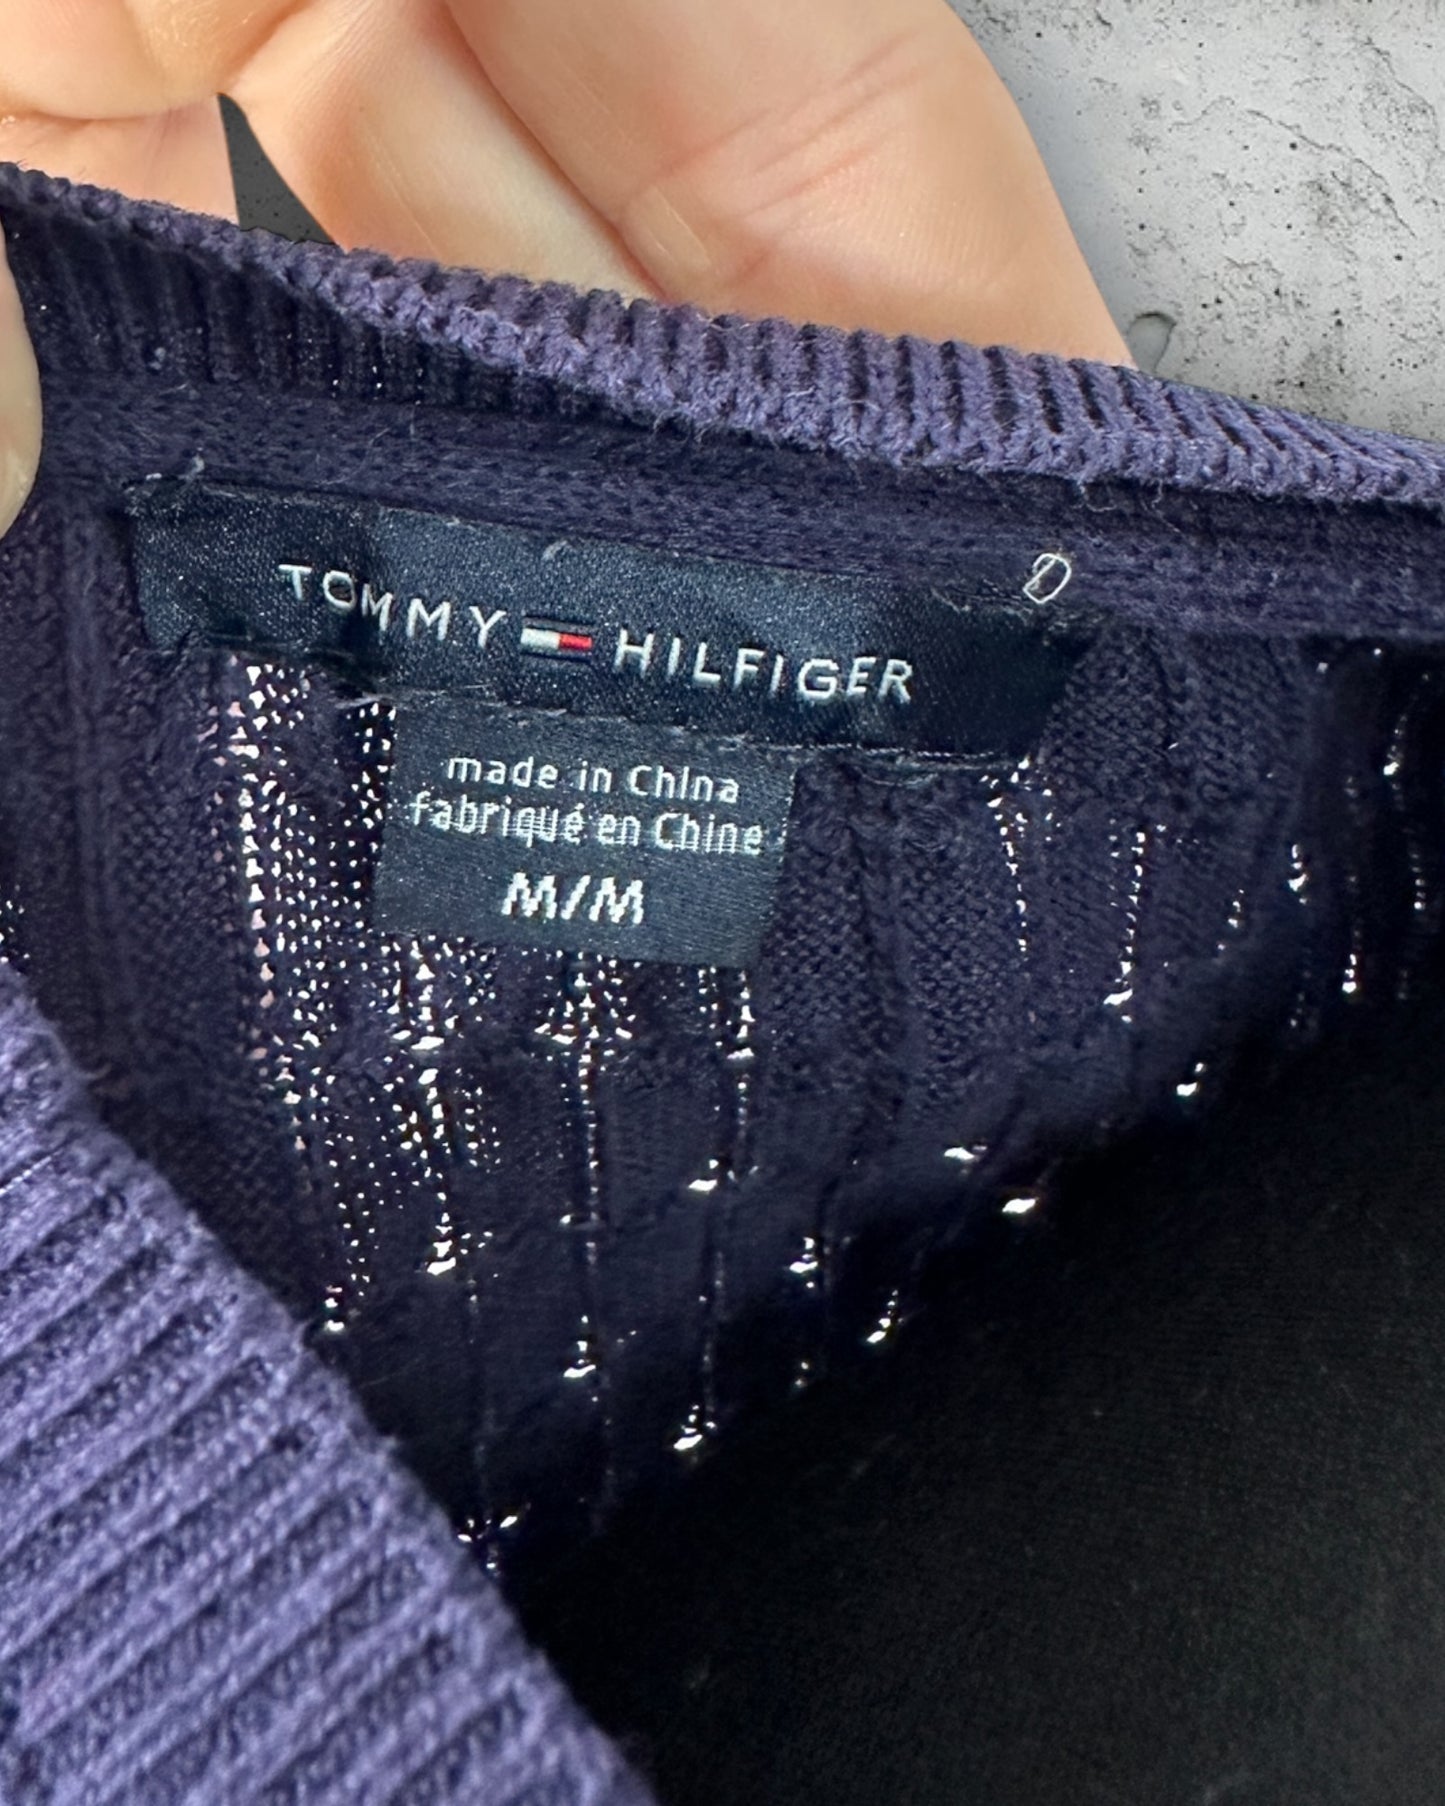 TOMMY HILFIGER
made in China
fabriqué en Chine
M/M